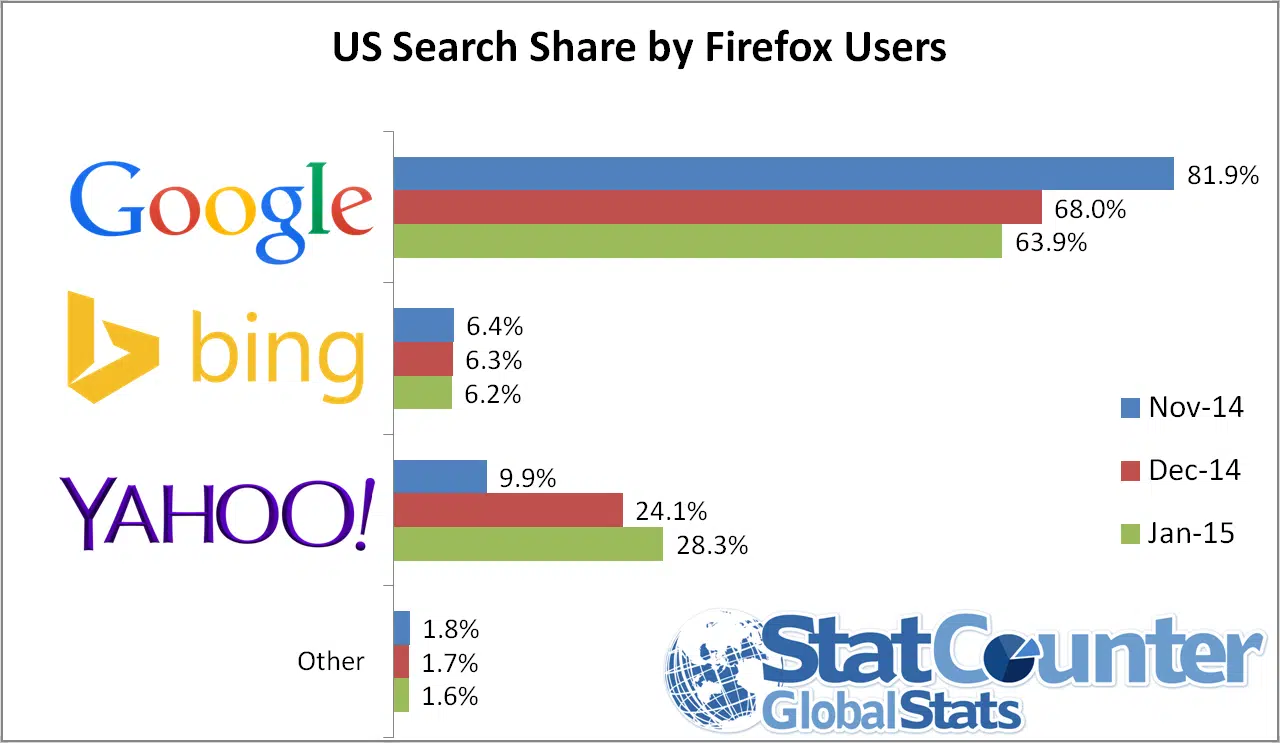 US Search Share by Firefox Users
Google
81.9%
68.0%
63.9%
bing
6.4%
6.3%
6.2%
YAHOO!
9.9%
24.1%
28.3%
Other
1.8%
1.7%
1.6%
Nov-14
Dec-14
Jan-15
StatCounter
GlobalStats